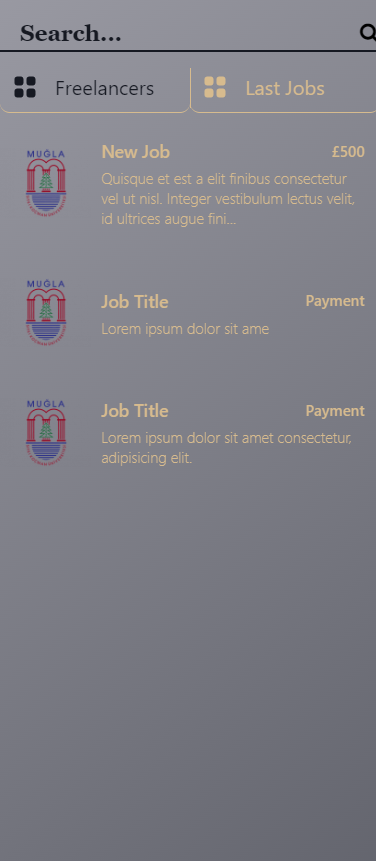 Search...
Freelancers
Last Jobs
MUĞLA
New Job
£500
Quisque et est a elit finibus consectetur
vel ut nisl. Integer vestibulum lectus velit,
id ultrices augue fini...
MUĞLA
Job Title
Payment
Lorem ipsum dolor sit ame
MUĞLA
Job Title
Payment
Lorem ipsum dolor sit amet consectetur,
adipisicing elit.